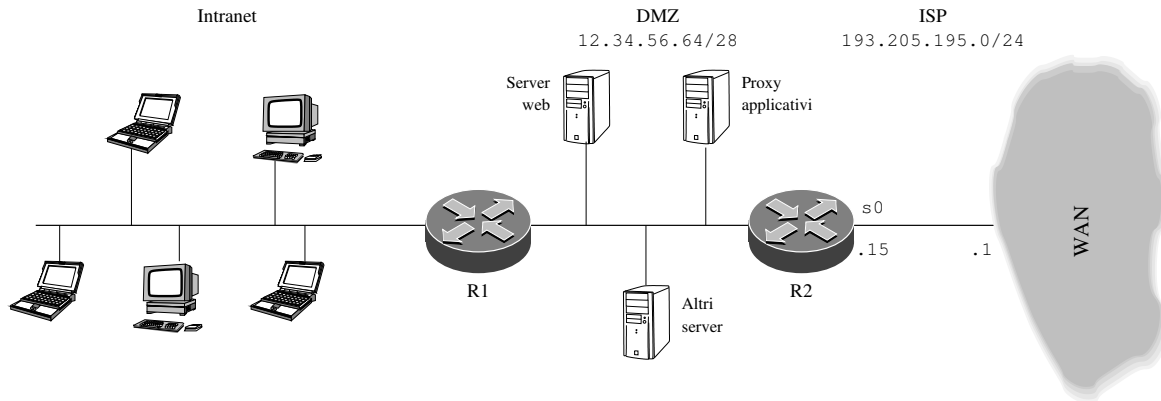 Intranet
DMZ
ISP
12.34.56.64/28
193.205.195.0/24
Server
web
Proxy
applicativi
s0
.15
.1
WAN
R1
R2
Altri
server